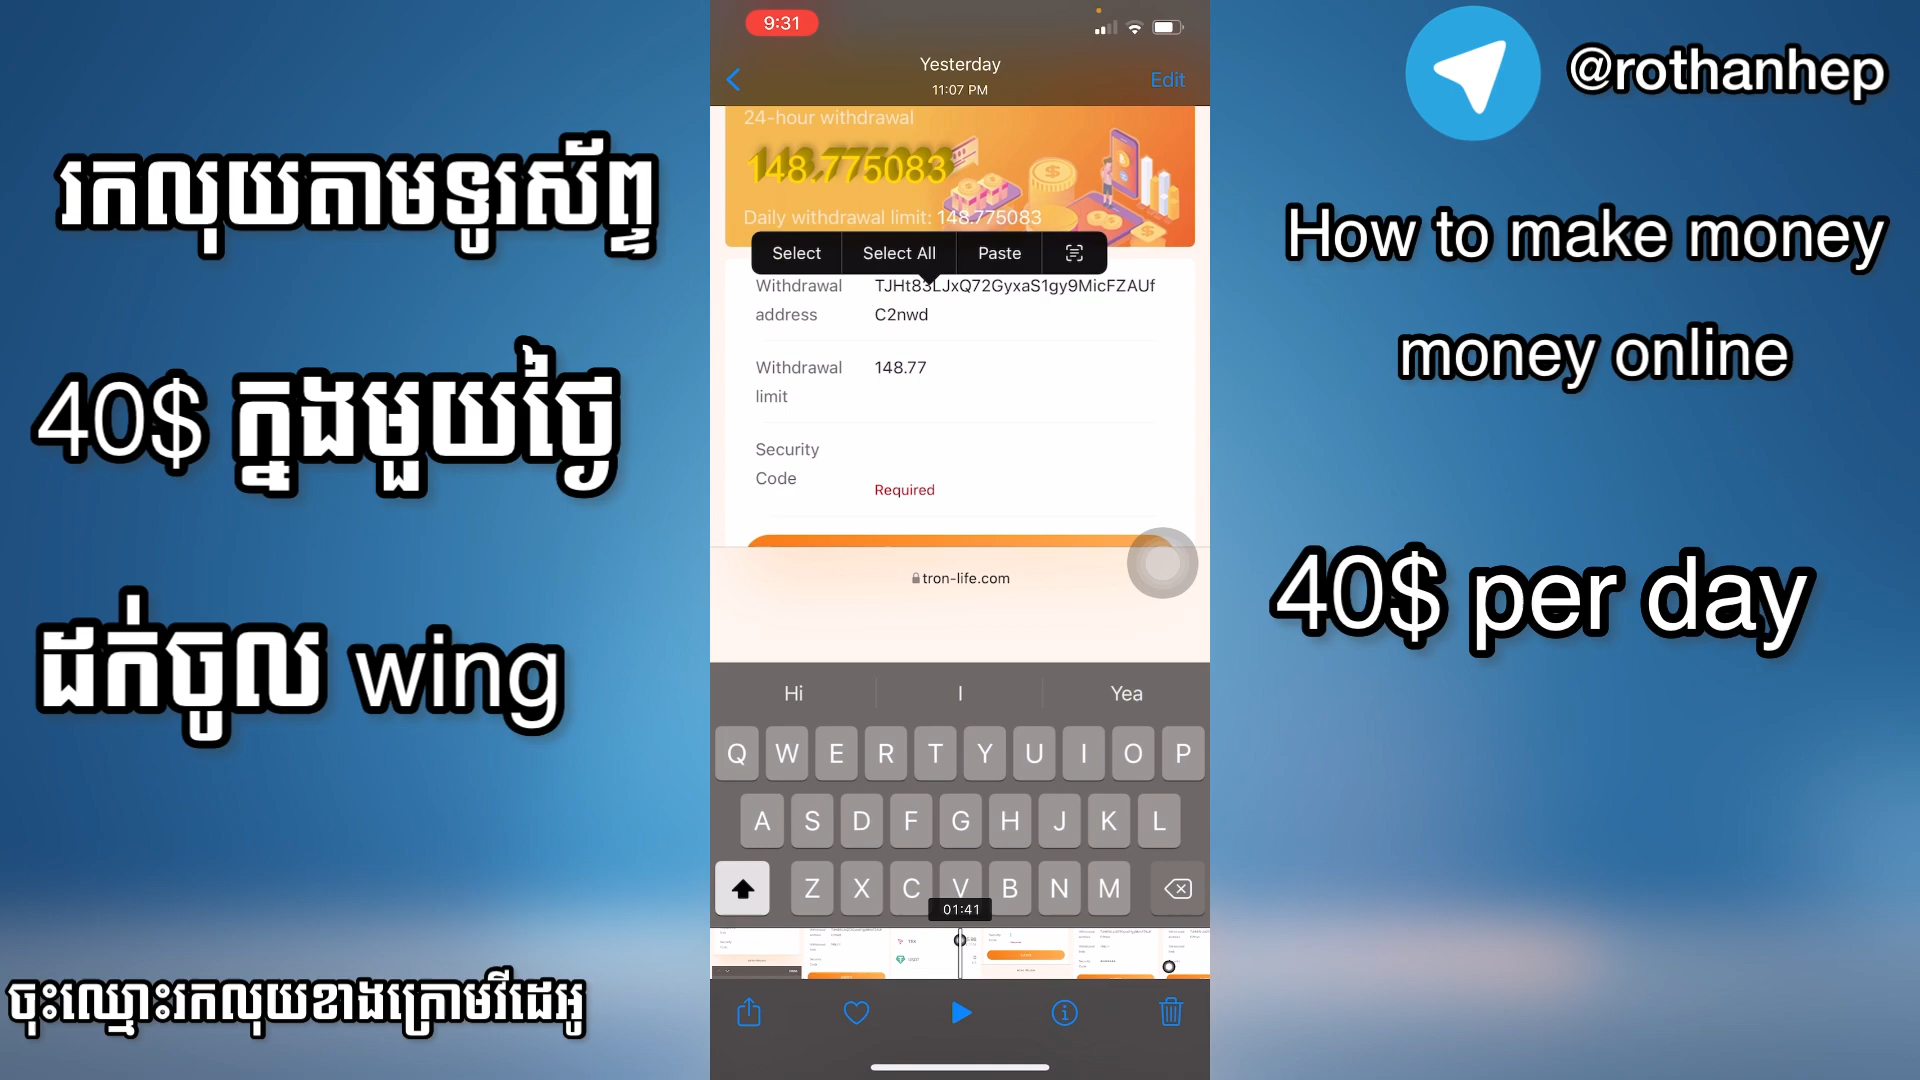 រកលុយតាមទូរស័ព្ទ
40$ ក្នុងមួយថ្ងៃ
ដក់ចូល wing
ចុះឈ្មោះរកលុយខាងក្រោមវីដេអូ
9:31
Yesterday
11:07 PM
Edit
24-hour withdrawal
148.775083
Daily withdrawal limit: 148.775083
Select
Select All
Paste
Withdrawal address
TJHt83LJxQ72GyxaS1gy9MicFZAUf
C2nwd
Withdrawal limit
148.77
Security Code
Required
tron-life.com
Hi
I
Yea
Q W E R T Y U I O P
A S D F G H J K L
Z X C V B N M
01:41
TRX
USDT
@rothanhep
How to make money
money online
40$ per day